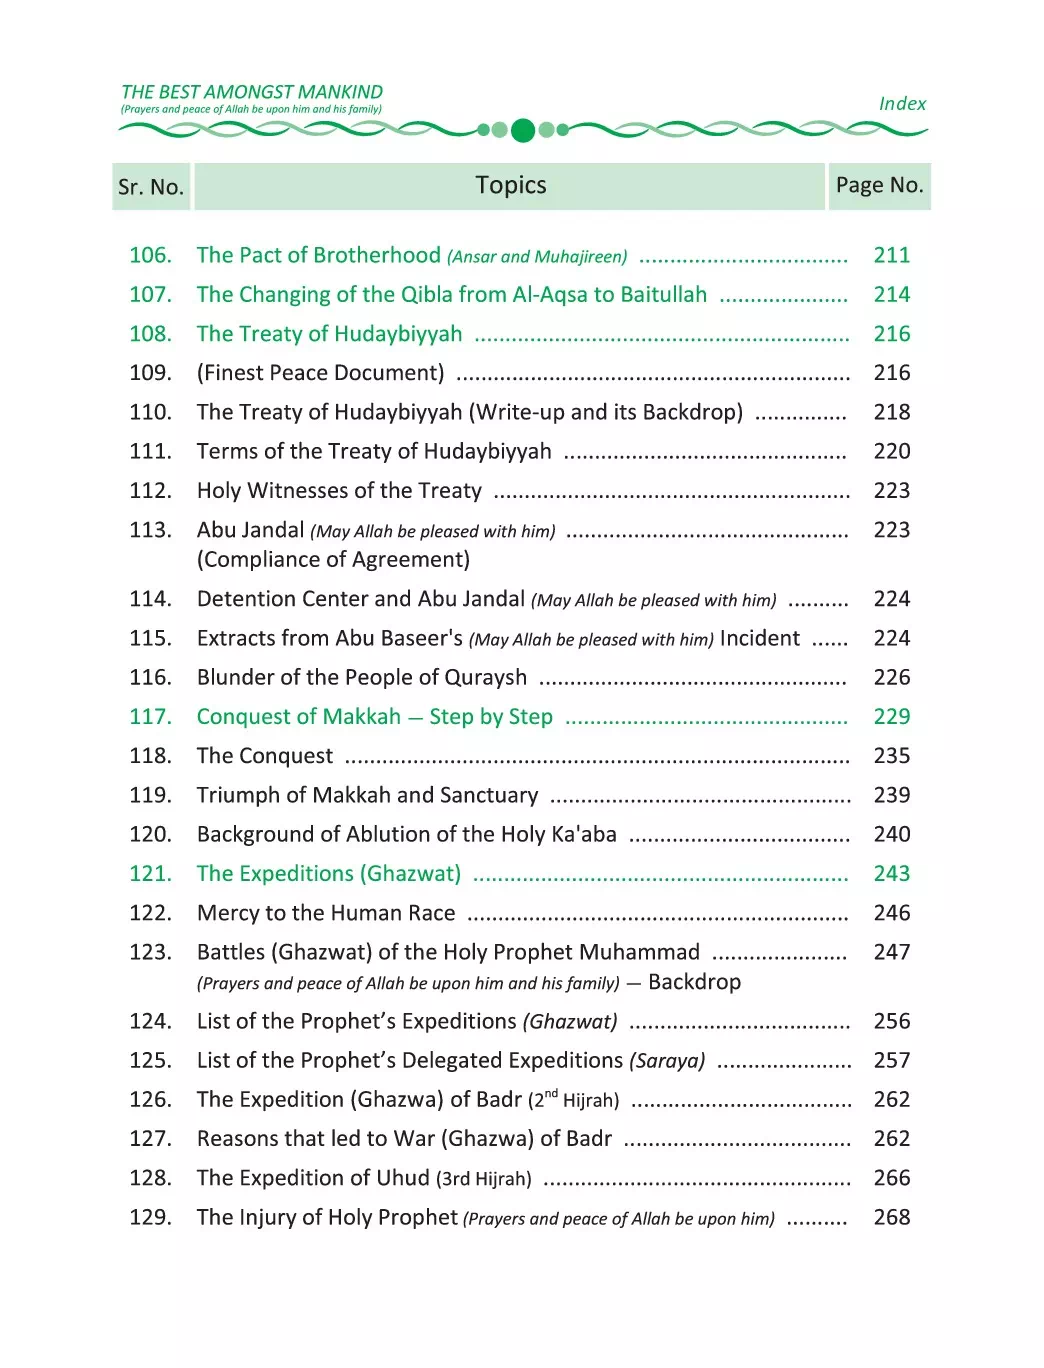 THE BEST AMONGST MANKIND
(Prayers and peace of Allah be upon him and his family)
Index
Sr. No. Topics Page No.
106. The Pact of Brotherhood (Ansar and Muhajireen) .................................. 211
107. The Changing of the Qibla from Al-Aqsa to Baitullah ..................... 214
108. The Treaty of Hudaybiyyah ............................................................. 216
109. (Finest Peace Document) ................................................................ 216
110. The Treaty of Hudaybiyyah (Write-up and its Backdrop) ............... 218
111. Terms of the Treaty of Hudaybiyyah .............................................. 220
112. Holy Witnesses of the Treaty .......................................................... 223
113. Abu Jandal (May Allah be pleased with him) .............................................. 223
(Compliance of Agreement)
114. Detention Center and Abu Jandal (May Allah be pleased with him) .......... 224
115. Extracts from Abu Baseer's (May Allah be pleased with him) Incident ...... 224
116. Blunder of the People of Quraysh .................................................. 226
117. Conquest of Makkah — Step by Step .............................................. 229
118. The Conquest .................................................................................. 235
119. Triumph of Makkah and Sanctuary ................................................. 239
120. Background of Ablution of the Holy Ka'aba .................................... 240
121. The Expeditions (Ghazwat) ............................................................. 243
122. Mercy to the Human Race .............................................................. 246
123. Battles (Ghazwat) of the Holy Prophet Muhammad ...................... 247
(Prayers and peace of Allah be upon him and his family) — Backdrop
124. List of the Prophet’s Expeditions (Ghazwat) .................................... 256
125. List of the Prophet’s Delegated Expeditions (Saraya) ...................... 257
126. The Expedition (Ghazwa) of Badr (2nd Hijrah) .................................... 262
127. Reasons that led to War (Ghazwa) of Badr ..................................... 262
128. The Expedition of Uhud (3rd Hijrah) .................................................. 266
129. The Injury of Holy Prophet (Prayers and peace of Allah be upon him) .......... 268